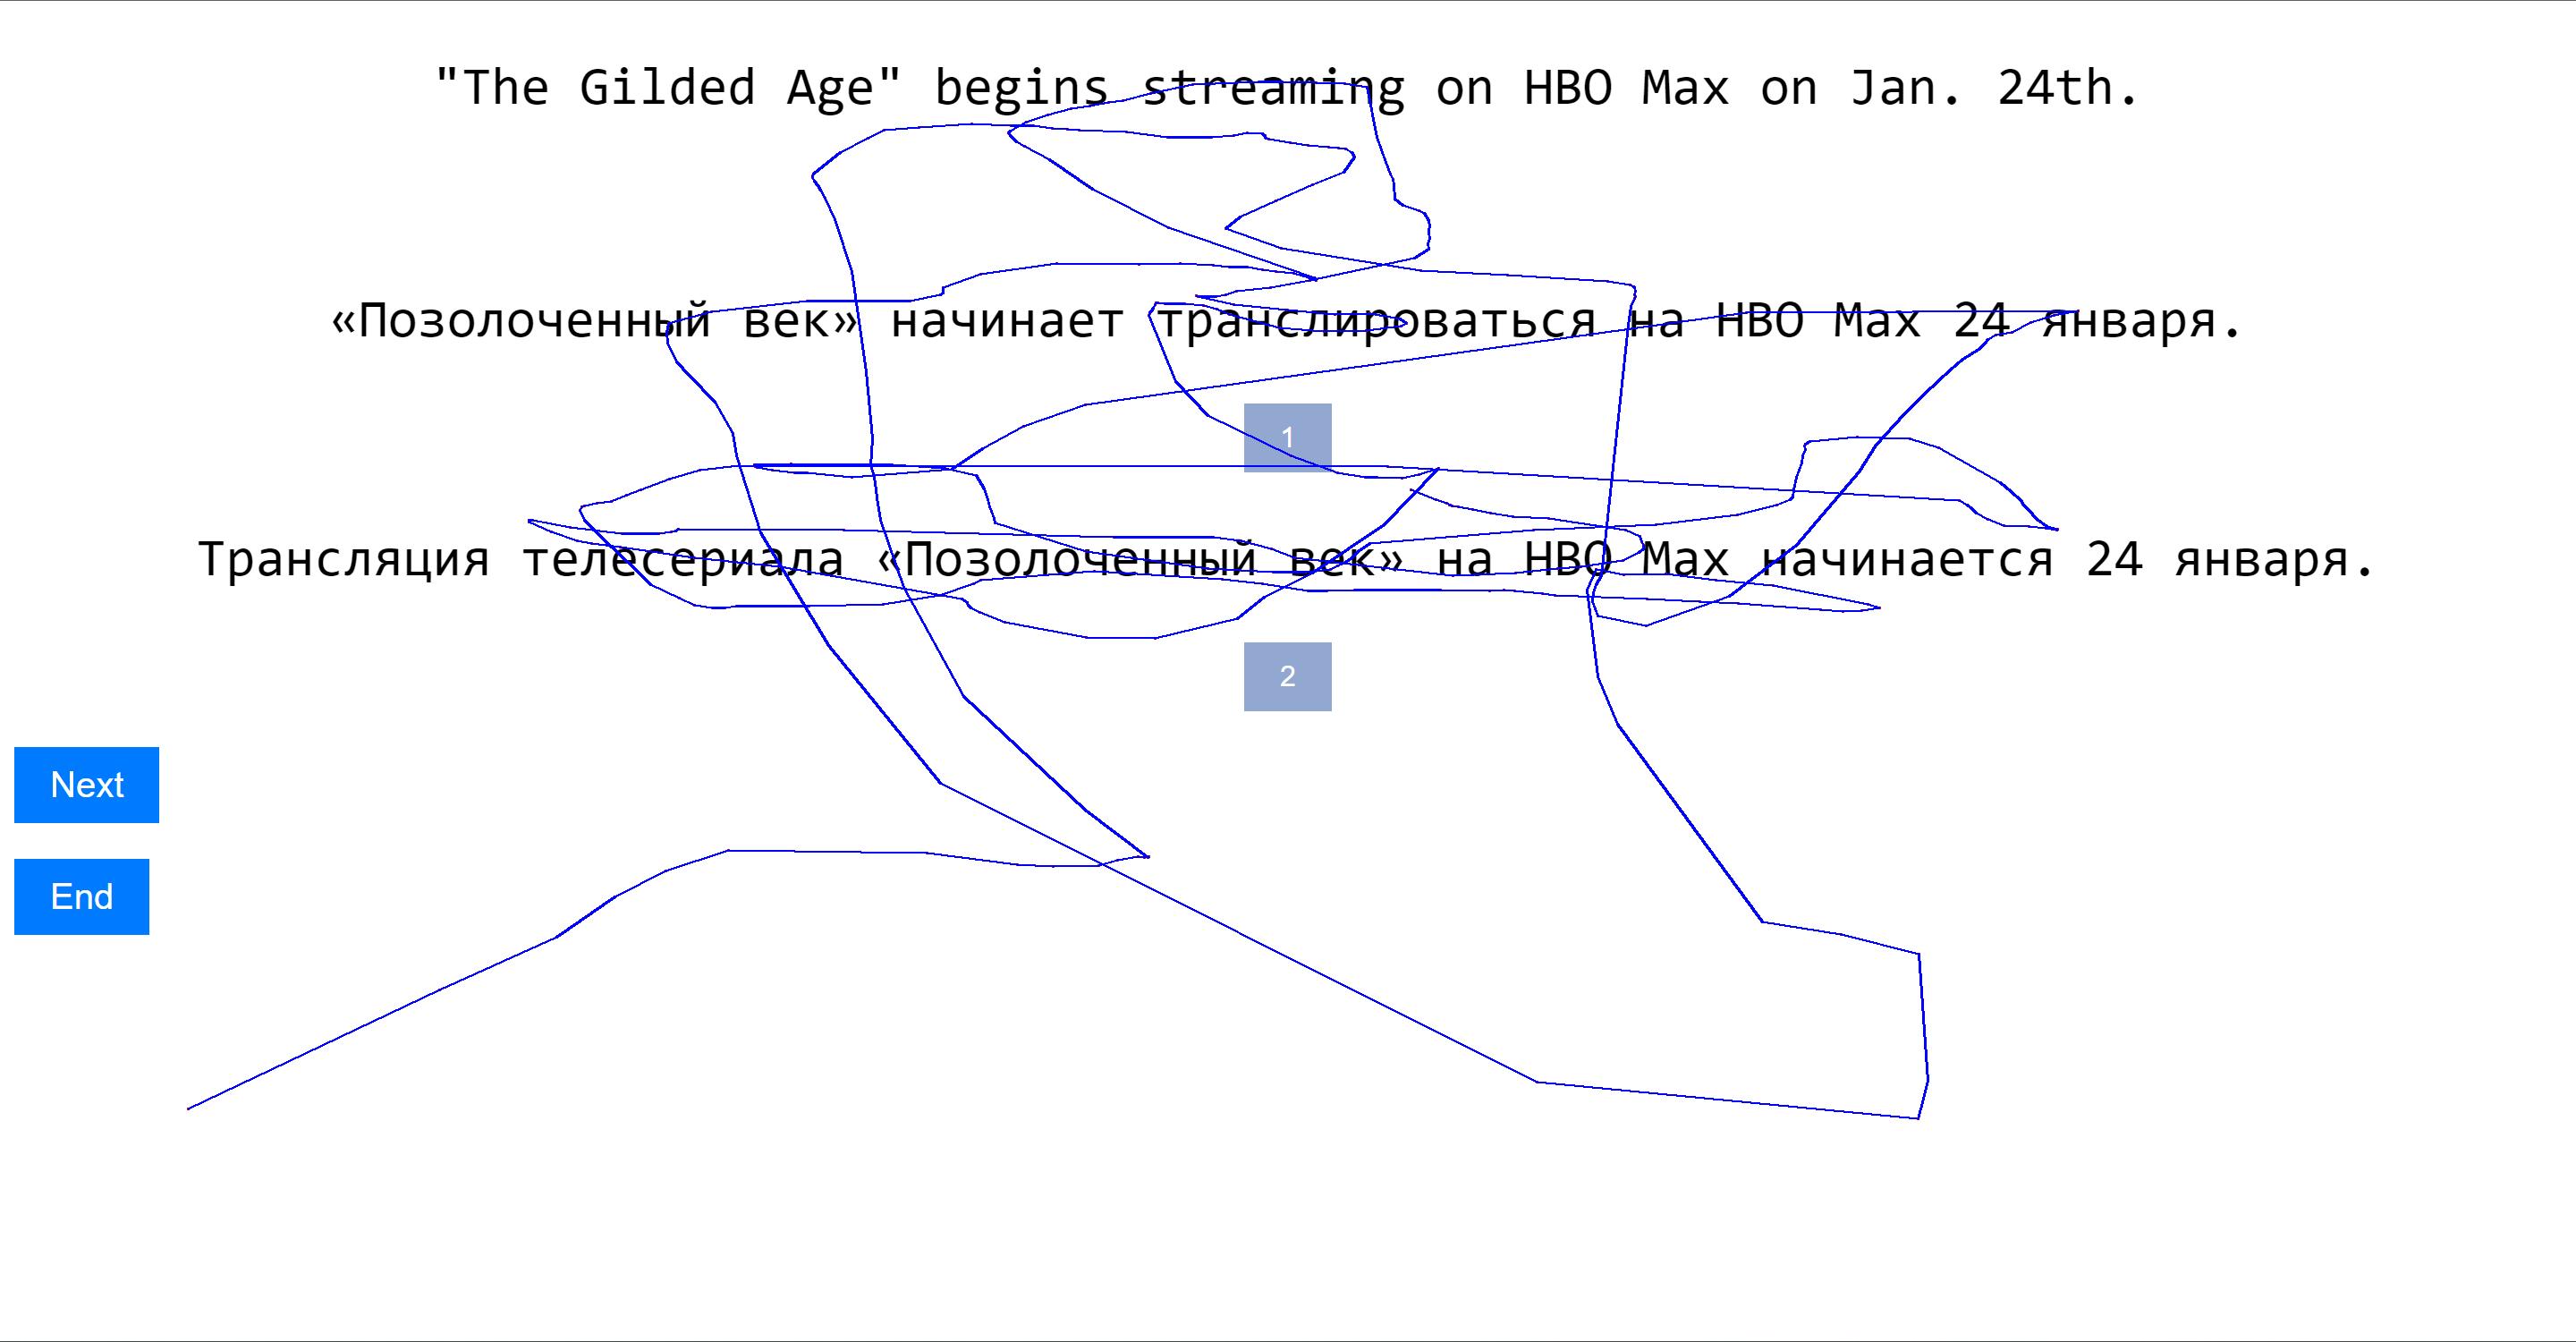 "The Gilded Age" begins streaming on HBO Max on Jan. 24th.
«Позолоченный век» начинает транслироваться на HBO Max 24 января.
1
Трансляция телесериала «Позолоченный век» на HBO Max начинается 24 января.
2
Next
End